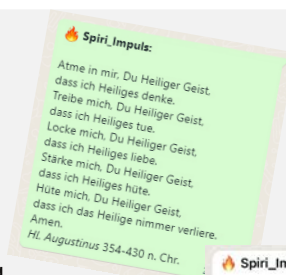 🔥 Spiri_Impuls:
Atme in mir, Du Heiliger Geist,
dass ich Heiliges denke.
Treibe mich, Du Heiliger Geist,
dass ich Heiliges tue.
Locke mich, Du Heiliger Geist,
dass ich Heiliges liebe.
Stärke mich, Du Heiliger Geist,
dass ich Heiliges hüte.
Hüte mich, Du Heiliger Geist,
dass ich das Heilige nimmer verliere.
Amen.
Hl. Augustinus 354-430 n. Chr.
🔥 Spiri_In